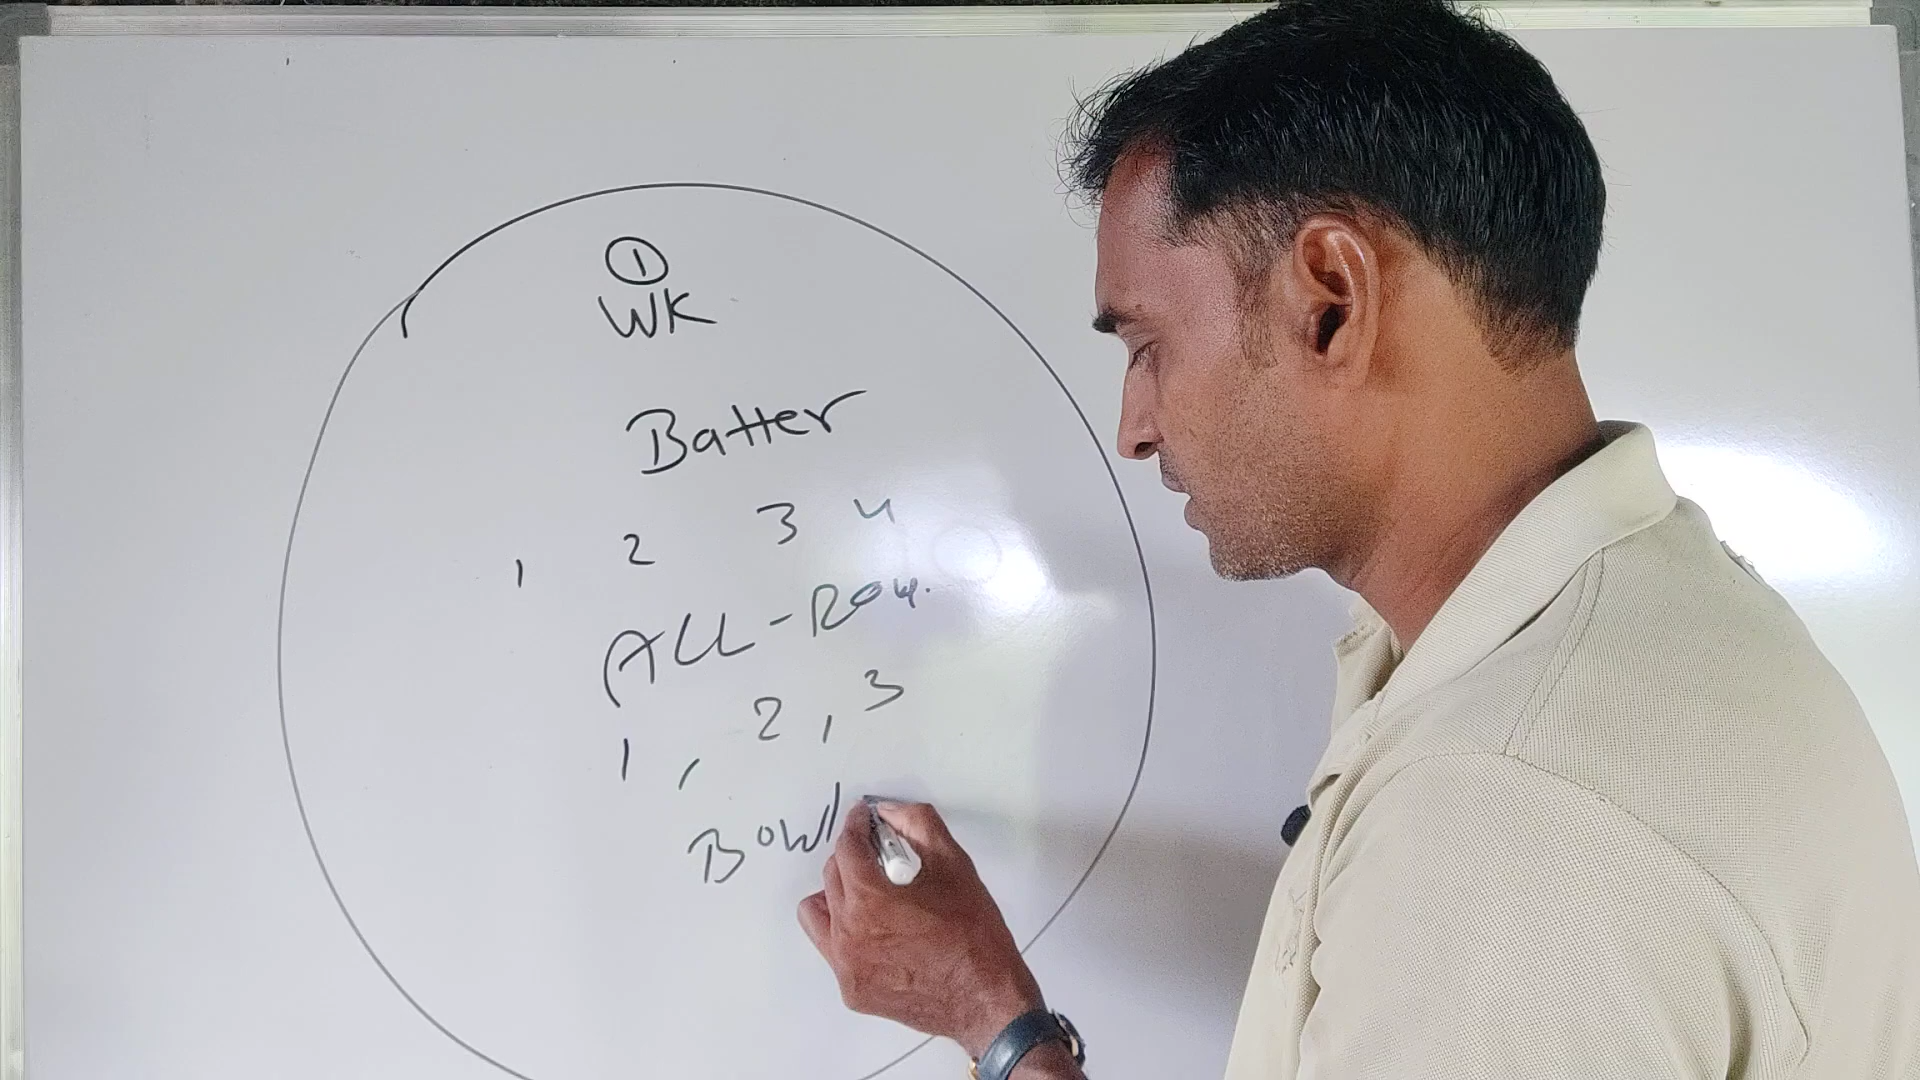 1
WK
Batter
1 2 3 4
ALL-Rou.
1, 2, 3
Bowl